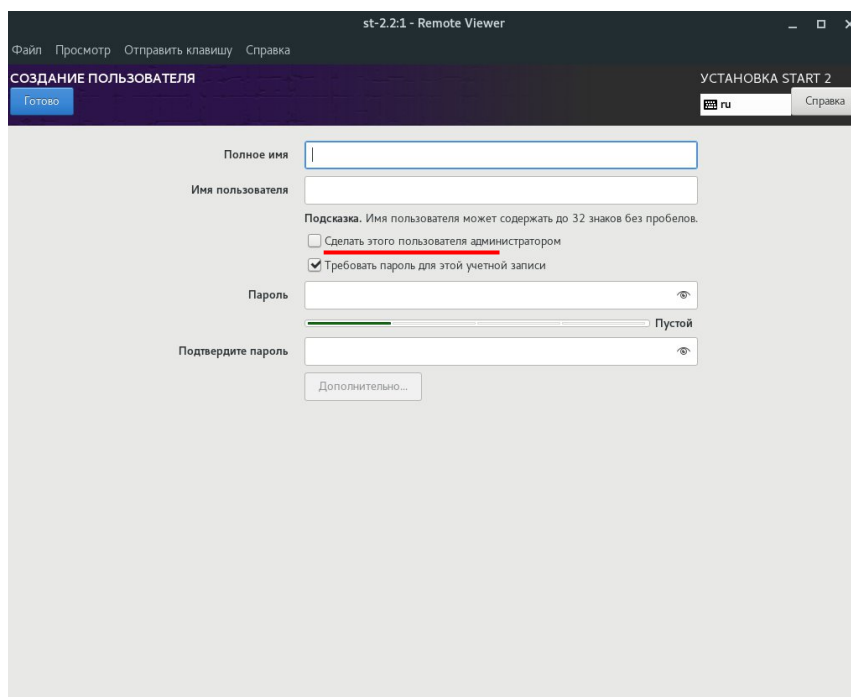 st-2.2:1 - Remote Viewer
Файл Просмотр Отправить клавишу Справка
СОЗДАНИЕ ПОЛЬЗОВАТЕЛЯ
УСТАНОВКА START 2
Готово
ru
Справка
Полное имя
Имя пользователя
Подсказка. Имя пользователя может содержать до 32 знаков без пробелов.
Сделать этого пользователя администратором
Требовать пароль для этой учетной записи
Пароль
Пустой
Подтвердите пароль
Дополнительно...